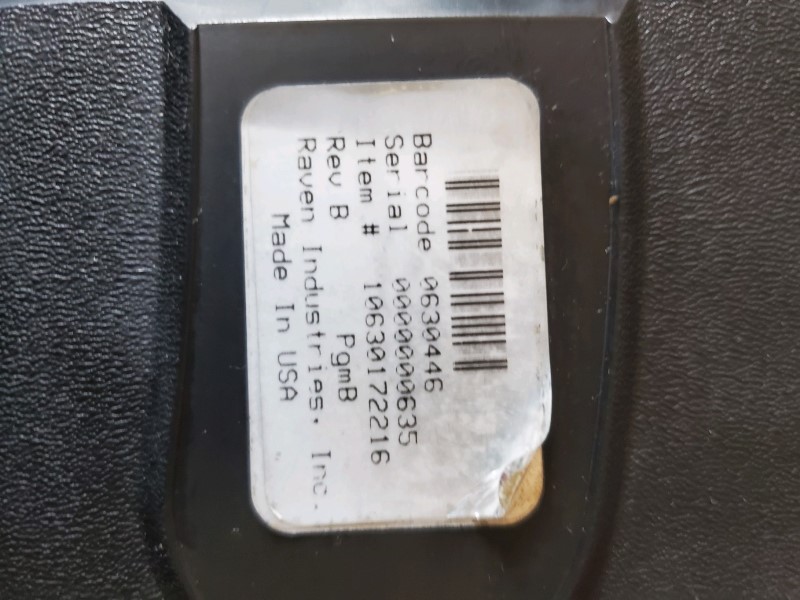 Barcode 0630446
Serial 0000000635
Item # 10630172216
Rev B PgmB
Raven Industries, Inc.
Made In USA